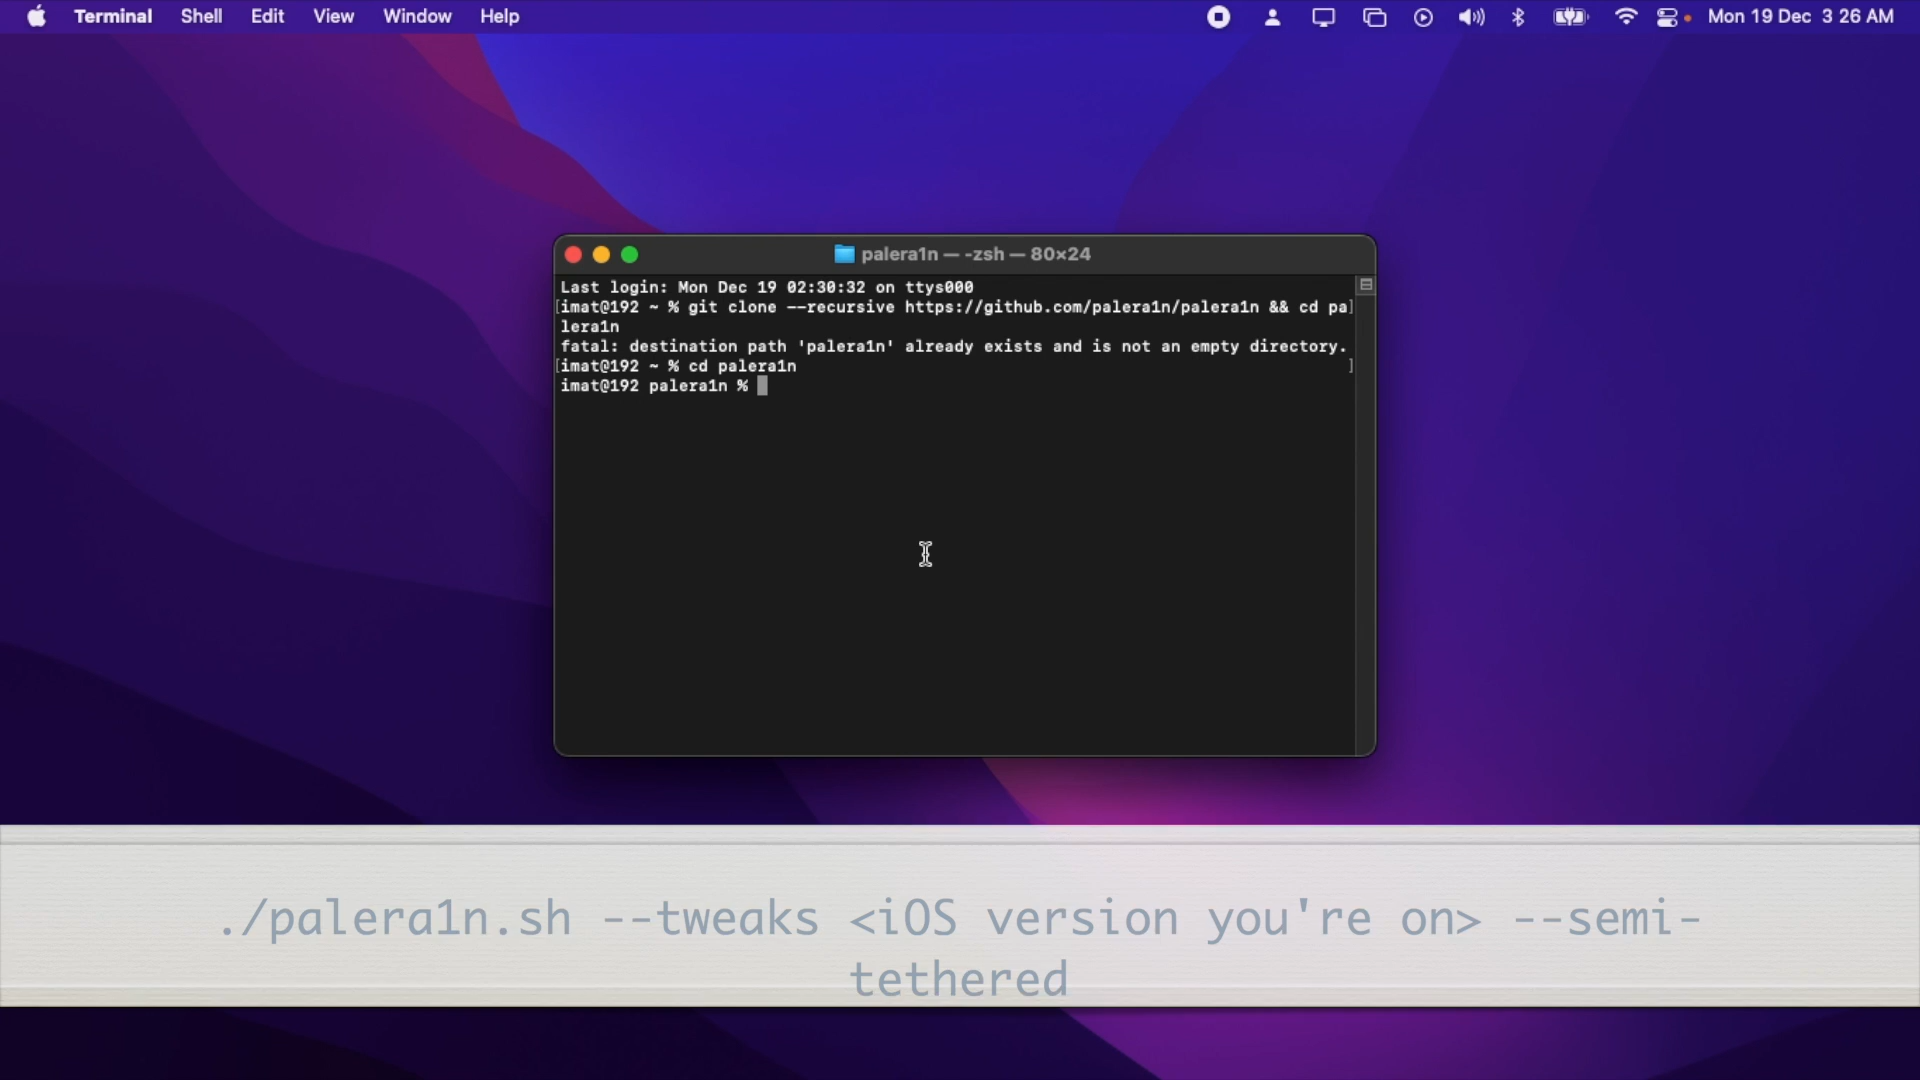 Terminal Shell Edit View Window Help Mon 19 Dec 3 26 AM
palera1n — -zsh — 80×24
Last login: Mon Dec 19 02:30:32 on ttys000
[imat@192 ~ % git clone --recursive https://github.com/palera1n/palera1n && cd pa]
lera1n
fatal: destination path 'palera1n' already exists and is not an empty directory.
[imat@192 ~ % cd palera1n ]
imat@192 palera1n %
./palera1n.sh --tweaks <iOS version you're on> --semi-
tethered